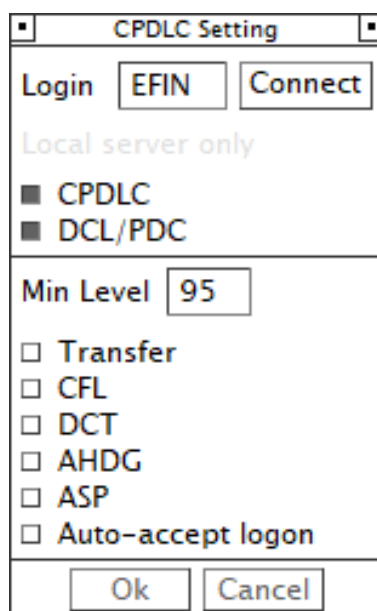 CPDLC Setting
Login EFIN Connect
Local server only
CPDLC
DCL/PDC
Min Level 95
Transfer
CFL
DCT
AHDG
ASP
Auto-accept logon
Ok Cancel